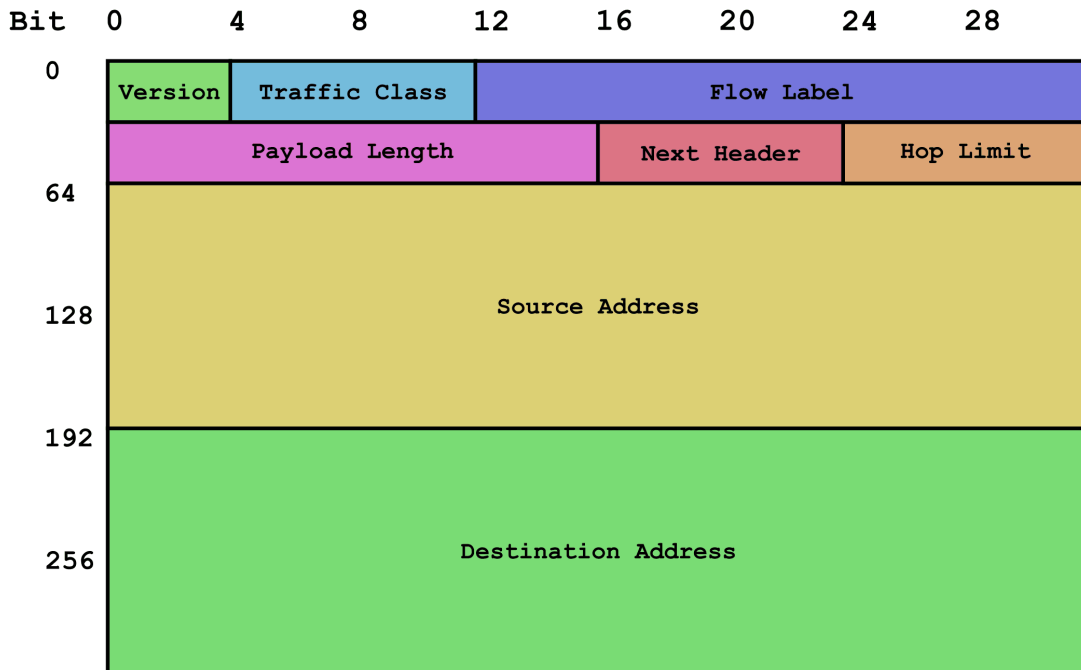 Bit 0 4 8 12 16 20 24 28
0 Version Traffic Class Flow Label
Payload Length Next Header Hop Limit
64
Source Address
128
192
Destination Address
256